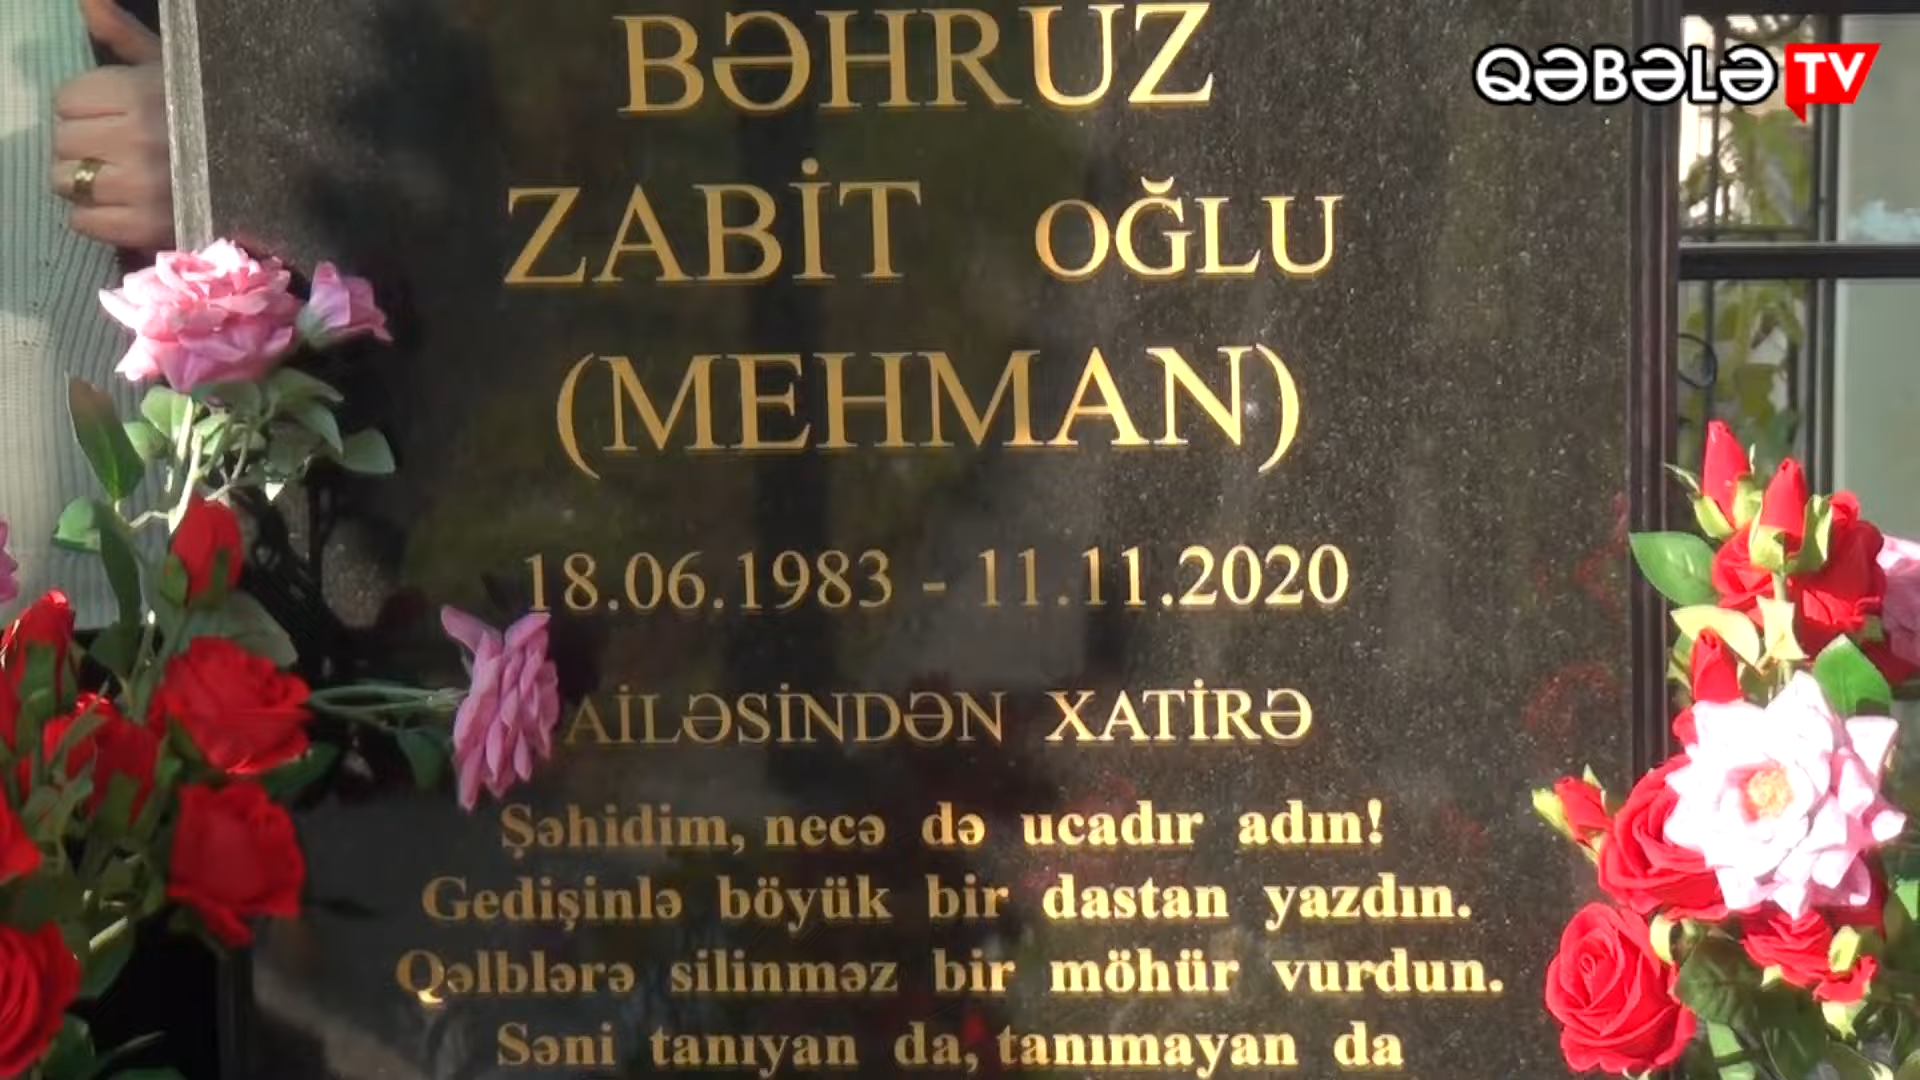 BƏHRUZ
QƏBƏLƏ TV
ZABİT OĞLU
(MEHMAN)
18.06.1983 - 11.11.2020
AİLƏSİNDƏN XATİRƏ
Şəhidim, necə də ucadır adın!
Gedişinlə böyük bir dastan yazdın.
Qəlblərə silinməz bir möhür vurdun.
Səni tanıyan da, tanımayan da